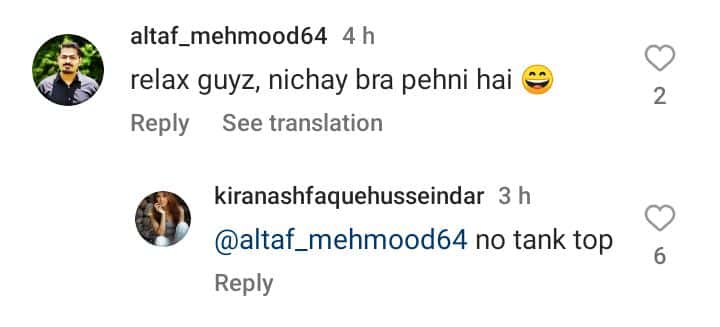 altaf_mehmood64 4 h
relax guyz, nichay bra pehni hai 😄
2
Reply See translation
kiranashfaquehusseindar 3 h
@altaf_mehmood64 no tank top
6
Reply